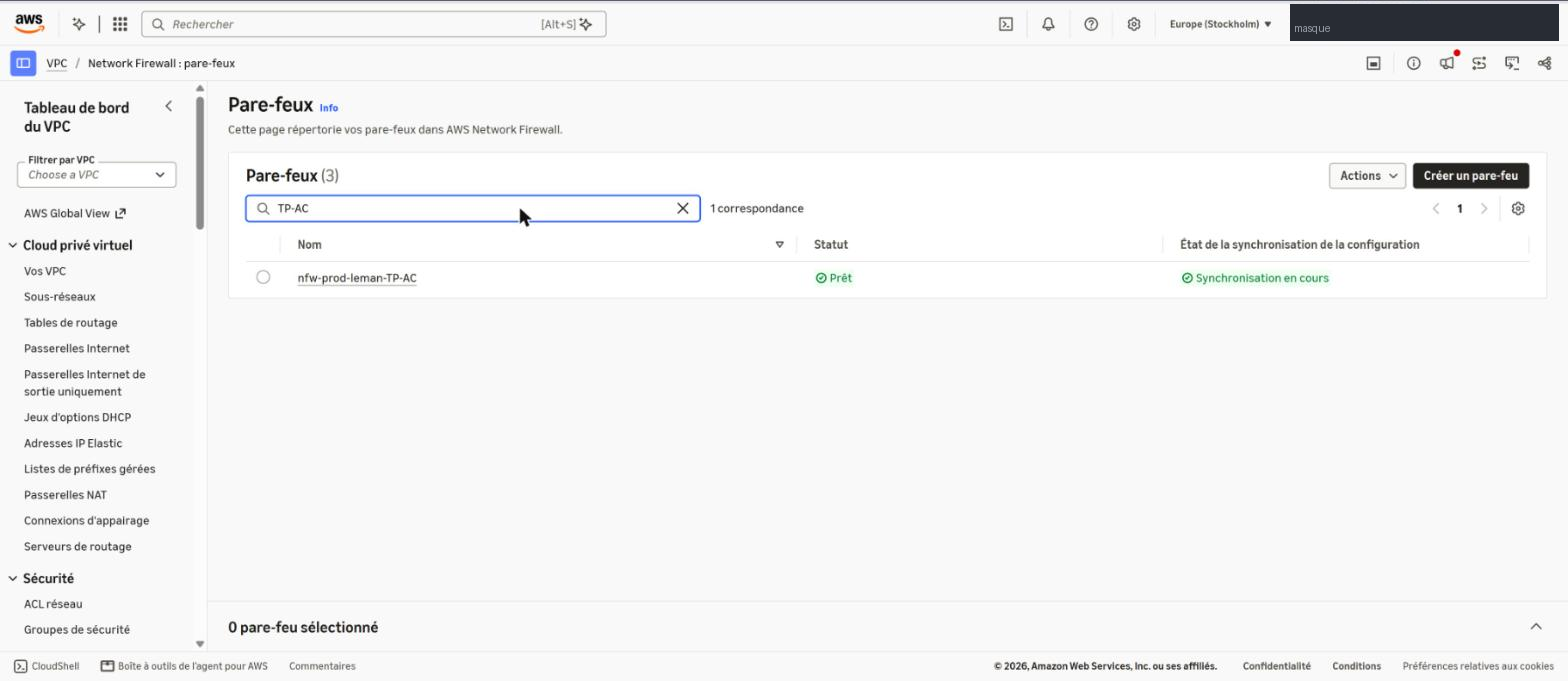 aws
Rechercher [Alt+S]
Europe (Stockholm)
masque
VPC / Network Firewall : pare-feux
Tableau de bord
du VPC
Filtrer par VPC
Choose a VPC
AWS Global View
Cloud privé virtuel
Vos VPC
Sous-réseaux
Tables de routage
Passerelles Internet
Passerelles Internet de
sortie uniquement
Jeux d'options DHCP
Adresses IP Elastic
Listes de préfixes gérées
Passerelles NAT
Connexions d'appairage
Serveurs de routage
Sécurité
ACL réseau
Groupes de sécurité
Pare-feux Info
Cette page répertorie vos pare-feux dans AWS Network Firewall.
Pare-feux (3)
Actions
Créer un pare-feu
TP-AC
1 correspondance
1
Nom Statut État de la synchronisation de la configuration
nfw-prod-leman-TP-AC Prêt Synchronisation en cours
0 pare-feu sélectionné
CloudShell Boîte à outils de l'agent pour AWS Commentaires
© 2026, Amazon Web Services, Inc. ou ses affiliés. Confidentialité Conditions Préférences relatives aux cookies